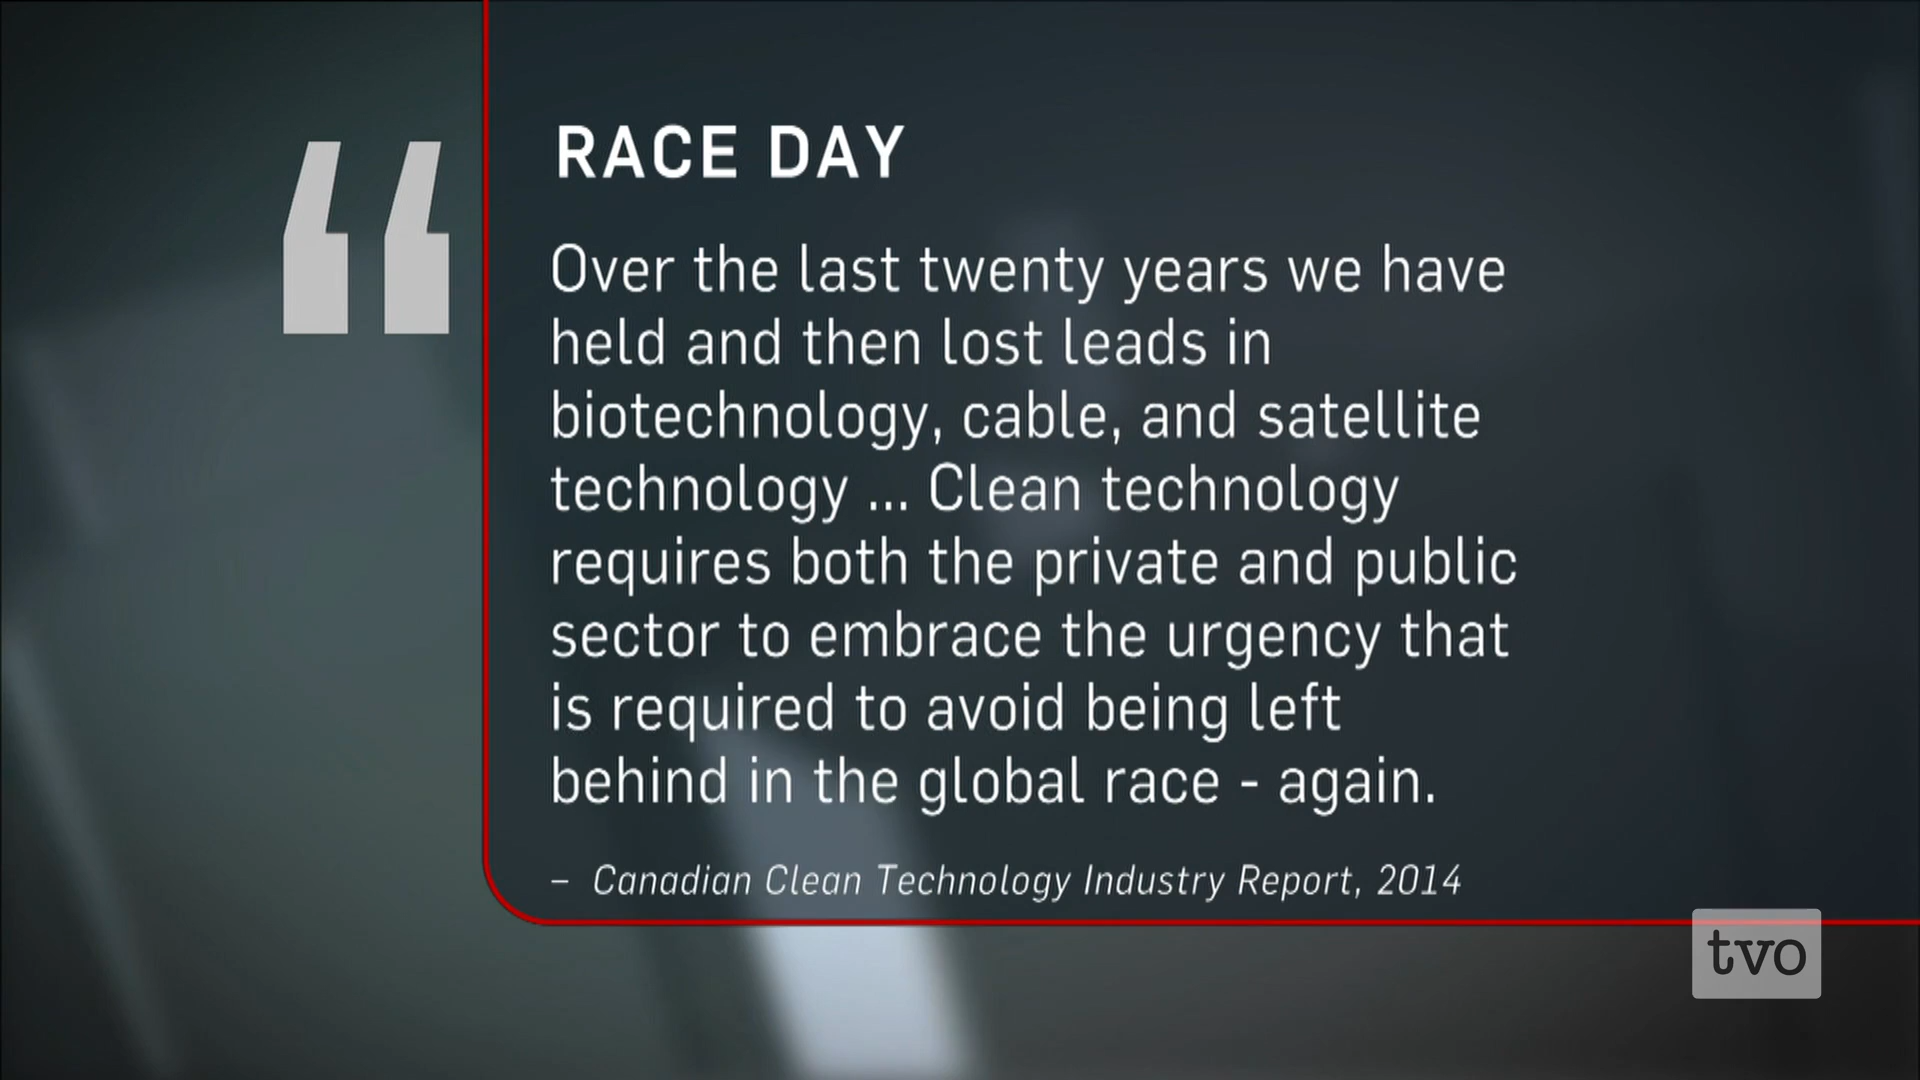 “
RACE DAY
Over the last twenty years we have
held and then lost leads in
biotechnology, cable, and satellite
technology ... Clean technology
requires both the private and public
sector to embrace the urgency that
is required to avoid being left
behind in the global race - again.
– Canadian Clean Technology Industry Report, 2014
tvo